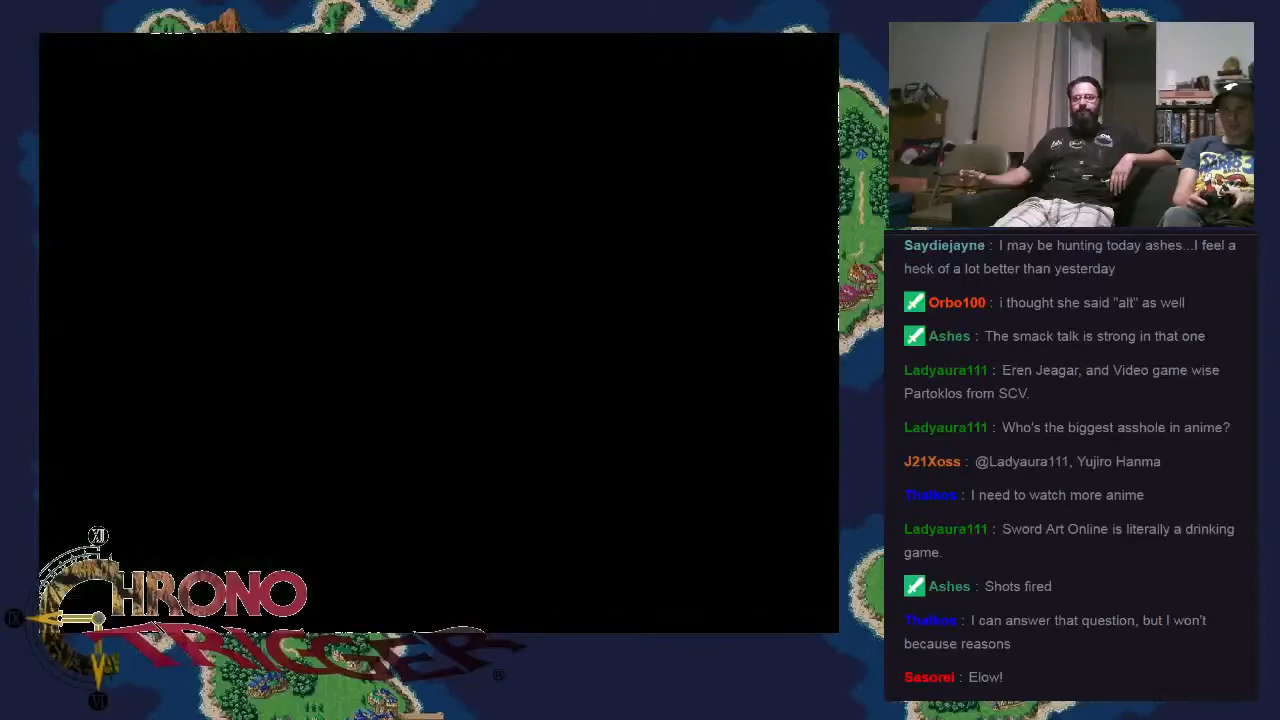 Saydiejayne : I may be hunting today ashes...I feel a
heck of a lot better than yesterday
Orbo100 : i thought she said "alt" as well
Ashes : The smack talk is strong in that one
Ladyaura111 : Eren Jeagar, and Video game wise
Partoklos from SCV.
Ladyaura111 : Who's the biggest asshole in anime?
J21Xoss : @Ladyaura111, Yujiro Hanma
Thalkos : I need to watch more anime
Ladyaura111 : Sword Art Online is literally a drinking
game.
Ashes : Shots fired
Thalkos : I can answer that question, but I won't
because reasons
Sasorei : Elow!
XII
IX
VI
CHRONO
TRIGGER ®